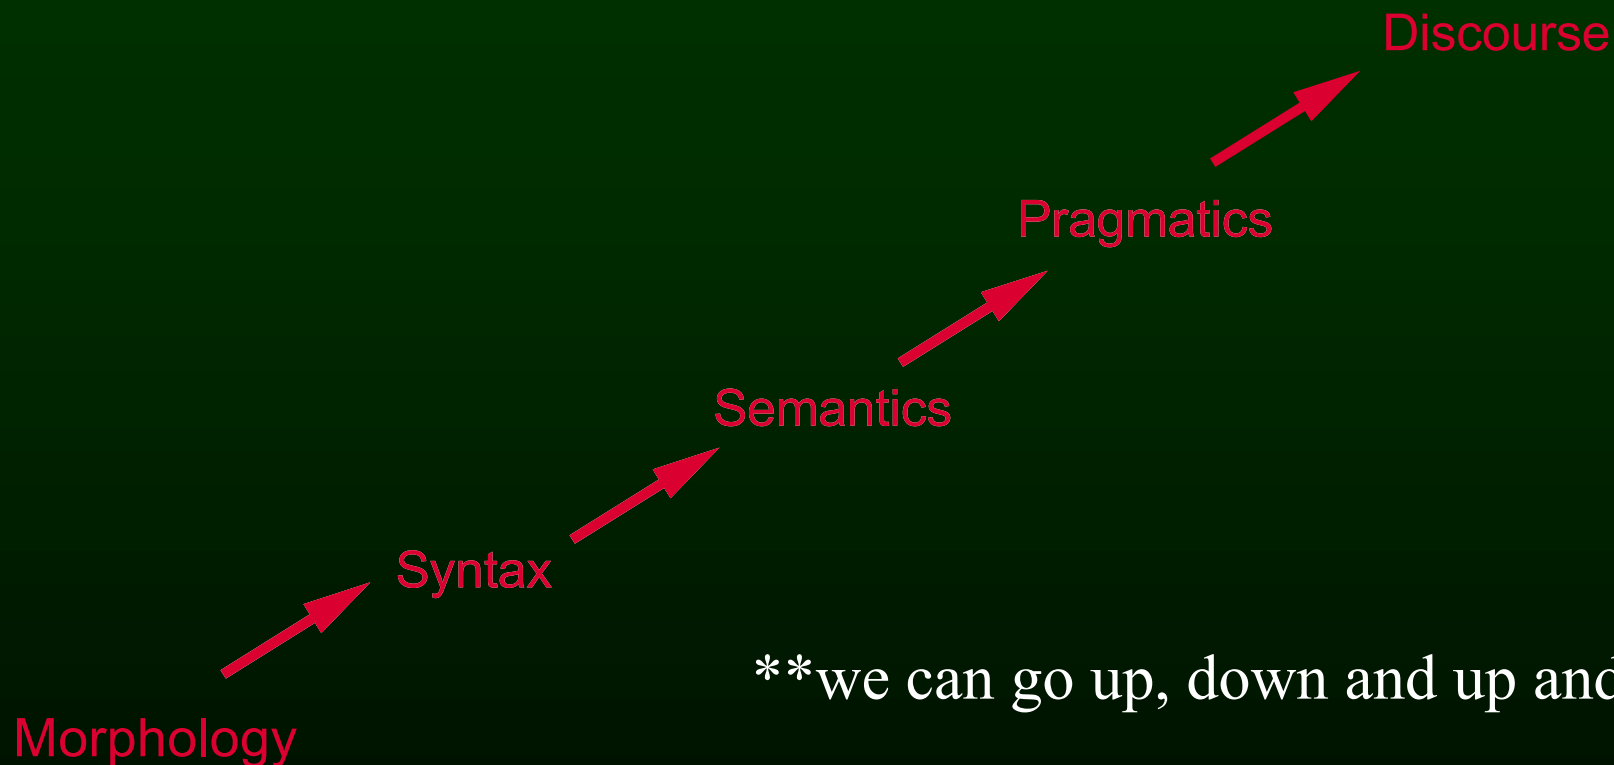 Discourse
Pragmatics
Semantics
Syntax
**we can go up, down and up and
Morphology